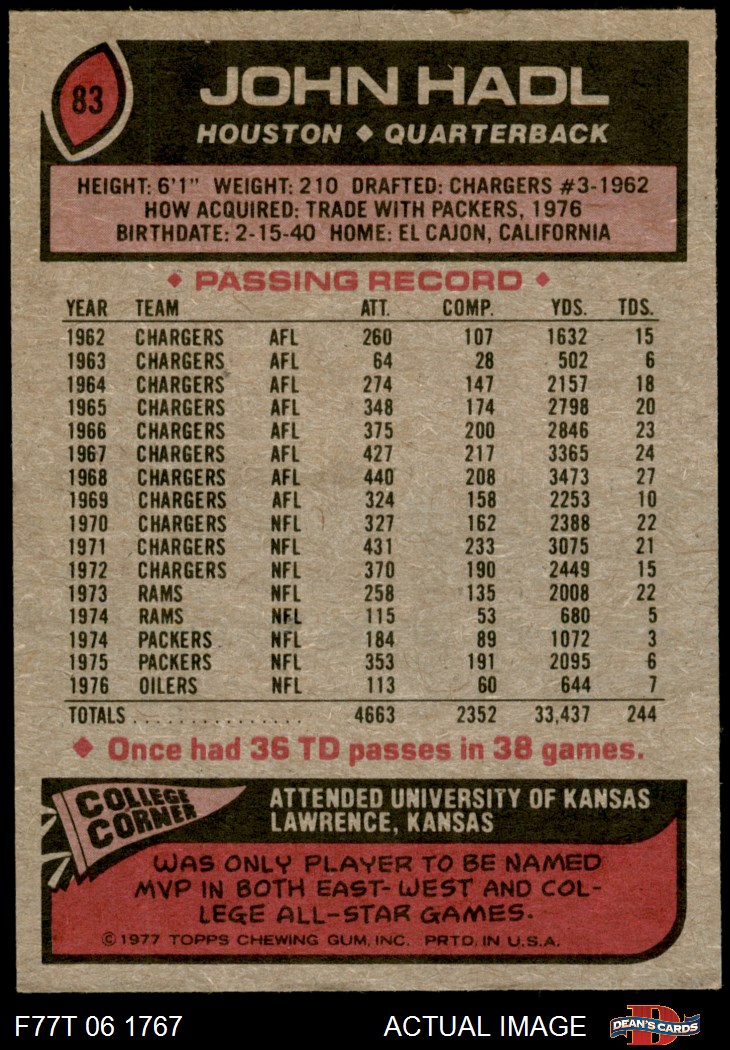 83
JOHN HADL
HOUSTON ◆ QUARTERBACK
HEIGHT: 6'1" WEIGHT: 210 DRAFTED: CHARGERS #3-1962
HOW ACQUIRED: TRADE WITH PACKERS, 1976
BIRTHDATE: 2-15-40 HOME: EL CAJON, CALIFORNIA
◆ PASSING RECORD ◆
YEAR TEAM ATT. COMP. YDS. TDS.
1962 CHARGERS AFL 260 107 1632 15
1963 CHARGERS AFL 64 28 502 6
1964 CHARGERS AFL 274 147 2157 18
1965 CHARGERS AFL 348 174 2798 20
1966 CHARGERS AFL 375 200 2846 23
1967 CHARGERS AFL 427 217 3365 24
1968 CHARGERS AFL 440 208 3473 27
1969 CHARGERS AFL 324 158 2253 10
1970 CHARGERS NFL 327 162 2388 22
1971 CHARGERS NFL 431 233 3075 21
1972 CHARGERS NFL 370 190 2449 15
1973 RAMS NFL 258 135 2008 22
1974 RAMS NFL 115 53 680 5
1974 PACKERS NFL 184 89 1072 3
1975 PACKERS NFL 353 191 2095 6
1976 OILERS NFL 113 60 644 7
TOTALS ................ 4663 2352 33,437 244
◆ Once had 36 TD passes in 38 games.
COLLEGE
CORNER
ATTENDED UNIVERSITY OF KANSAS
LAWRENCE, KANSAS
WAS ONLY PLAYER TO BE NAMED
MVP IN BOTH EAST-WEST AND COL-
LEGE ALL-STAR GAMES.
©1977 TOPPS CHEWING GUM, INC. PRTD. IN U.S.A.
F77T 06 1767 ACTUAL IMAGE
D
DEAN'S CARDS